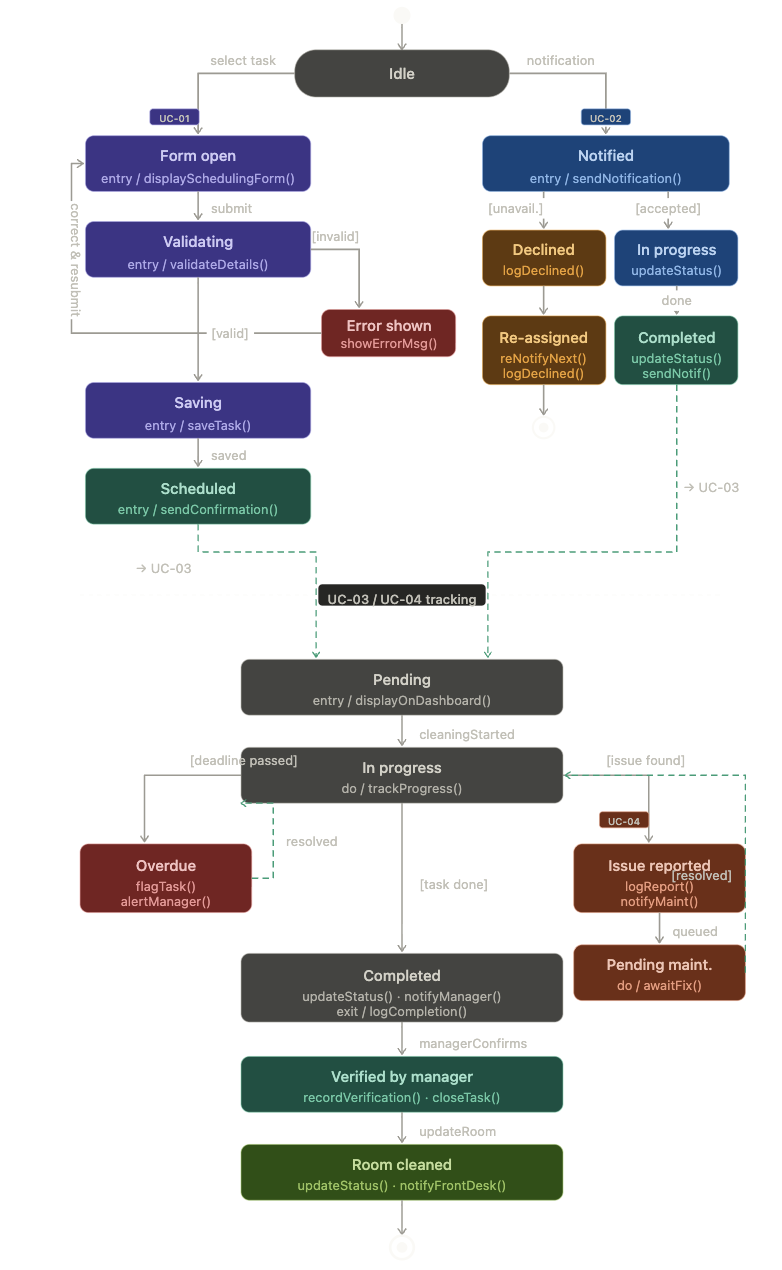 Idle
select task
notification
UC-01
UC-02
Form open
entry / displaySchedulingForm()
Notified
entry / sendNotification()
submit
[unavail.]
[accepted]
correct & resubmit
Validating
entry / validateDetails()
[invalid]
Declined
logDeclined()
In progress
updateStatus()
done
[valid]
Error shown
showErrorMsg()
Re-assigned
reNotifyNext()
logDeclined()
Completed
updateStatus()
sendNotif()
Saving
entry / saveTask()
saved
Scheduled
entry / sendConfirmation()
→ UC-03
→ UC-03
UC-03 / UC-04 tracking
Pending
entry / displayOnDashboard()
cleaningStarted
[deadline passed]
In progress
do / trackProgress()
[issue found]
UC-04
resolved
Overdue
flagTask()
alertManager()
[task done]
Issue reported
[resolved]
logReport()
notifyMaint()
queued
Pending maint.
do / awaitFix()
Completed
updateStatus() · notifyManager()
exit / logCompletion()
managerConfirms
Verified by manager
recordVerification() · closeTask()
updateRoom
Room cleaned
updateStatus() · notifyFrontDesk()